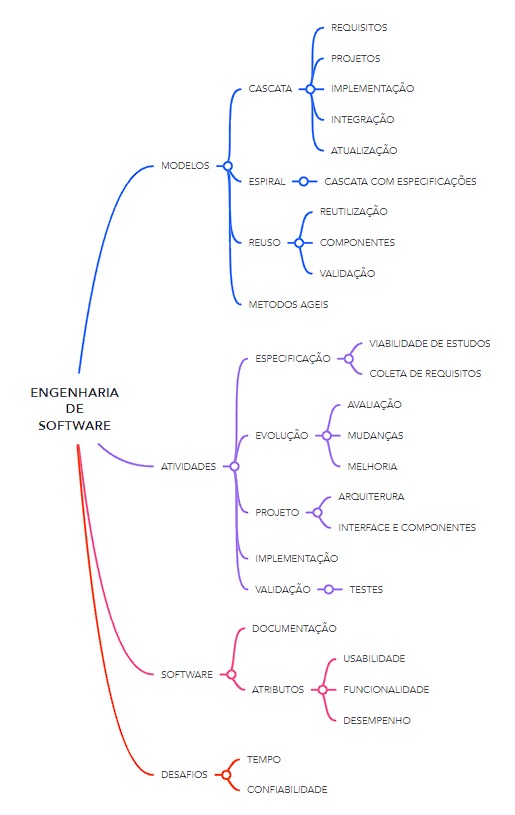 ENGENHARIA
DE
SOFTWARE
MODELOS
CASCATA
REQUISITOS
PROJETOS
IMPLEMENTAÇÃO
INTEGRAÇÃO
ATUALIZAÇÃO
ESPIRAL
CASCATA COM ESPECIFICAÇÕES
REUSO
REUTILIZAÇÃO
COMPONENTES
VALIDAÇÃO
METODOS AGEIS
ATIVIDADES
ESPECIFICAÇÃO
VIABILIDADE DE ESTUDOS
COLETA DE REQUISITOS
EVOLUÇÃO
AVALIAÇÃO
MUDANÇAS
MELHORIA
PROJETO
ARQUITERURA
INTERFACE E COMPONENTES
IMPLEMENTAÇÃO
VALIDAÇÃO
TESTES
SOFTWARE
DOCUMENTAÇÃO
ATRIBUTOS
USABILIDADE
FUNCIONALIDADE
DESEMPENHO
DESAFIOS
TEMPO
CONFIABILIDADE